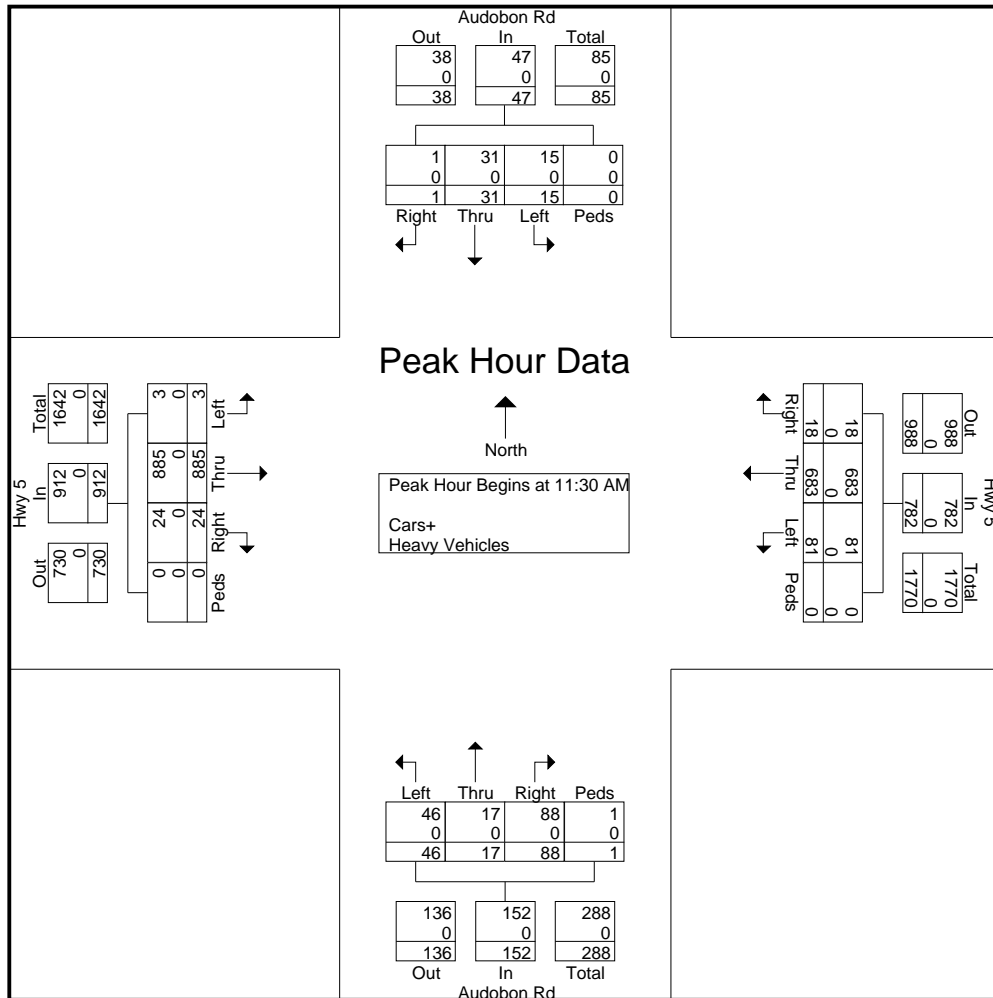 Audobon Rd
Out In Total
38 47 85
0 0 0
38 47 85
1 31 15 0
0 0 0 0
1 31 15 0
Right Thru Left Peds
Peak Hour Data
North
Peak Hour Begins at 11:30 AM
Cars+
Heavy Vehicles
Hwy 5
Out In Total
730 912 1642
0 0 0
730 912 1642
0 24 885 3
0 0 0 0
0 24 885 3
Peds Right Thru Left
Hwy 5
Out In Total
988 782 1770
0 0 0
988 782 1770
18 683 81 0
0 0 0 0
18 683 81 0
Right Thru Left Peds
Left Thru Right Peds
46 17 88 1
0 0 0 0
46 17 88 1
136 152 288
0 0 0
136 152 288
Out In Total
Audobon Rd